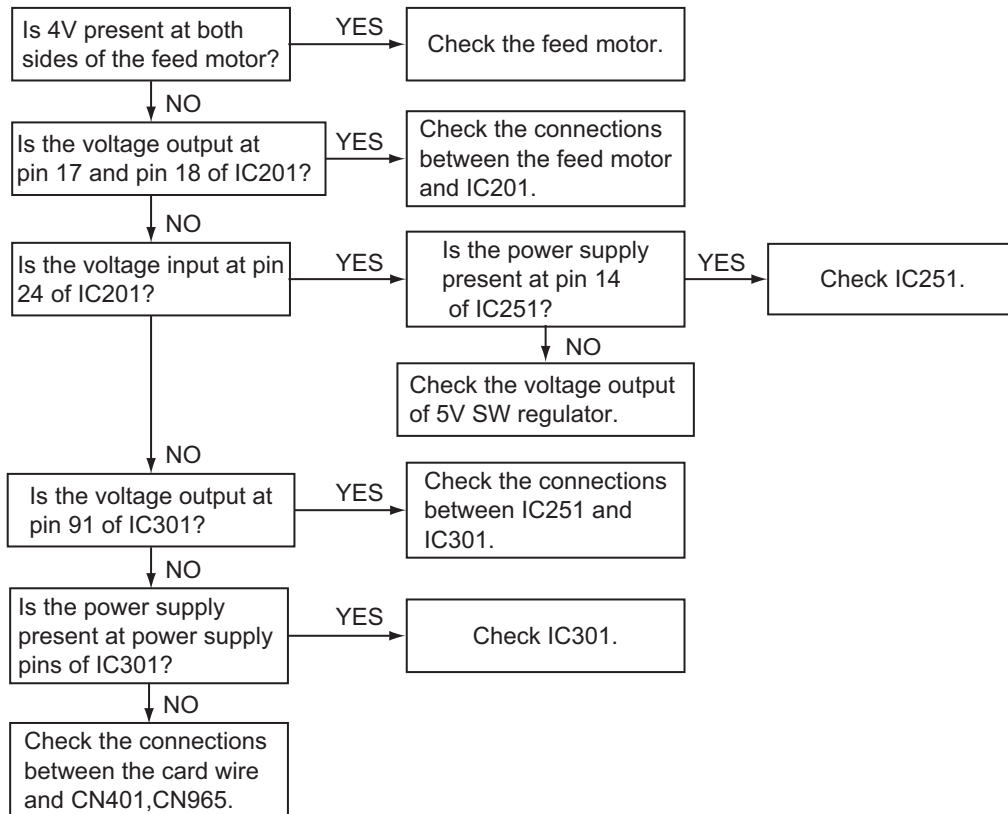 Is 4V present at both
sides of the feed motor?
YES
Check the feed motor.
NO
Is the voltage output at
pin 17 and pin 18 of IC201?
YES
Check the connections
between the feed motor
and IC201.
NO
Is the voltage input at pin
24 of IC201?
YES
Is the power supply
present at pin 14
of IC251?
YES
Check IC251.
NO
Check the voltage output
of 5V SW regulator.
NO
Is the voltage output at
pin 91 of IC301?
YES
Check the connections
between IC251 and
IC301.
NO
Is the power supply
present at power supply
pins of IC301?
YES
Check IC301.
NO
Check the connections
between the card wire
and CN401,CN965.